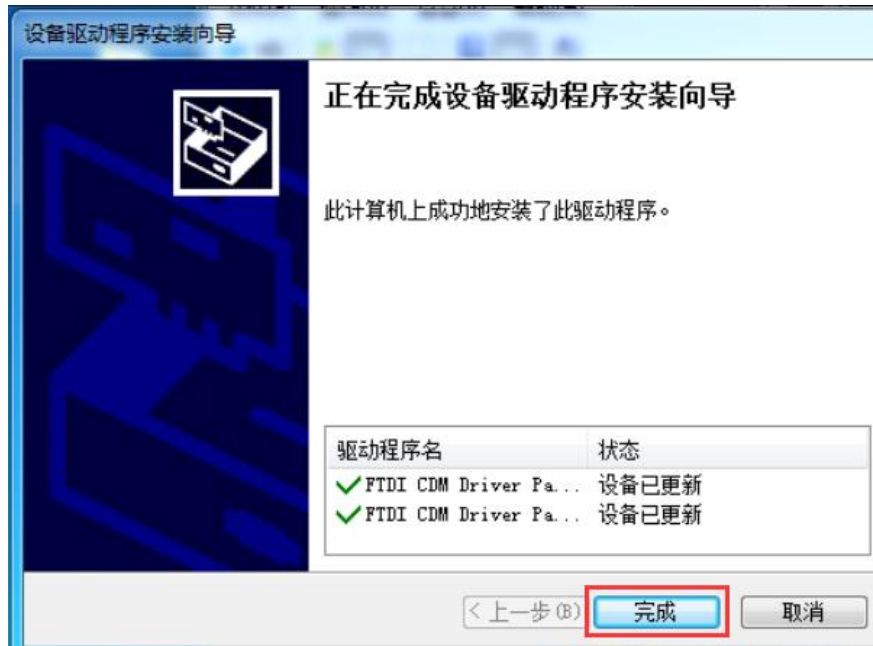 设备驱动程序安装向导
正在完成设备驱动程序安装向导
此计算机上成功地安装了此驱动程序。
驱动程序名 状态
FTDI CDM Driver Pa... 设备已更新
FTDI CDM Driver Pa... 设备已更新
< 上一步(B) 完成 取消